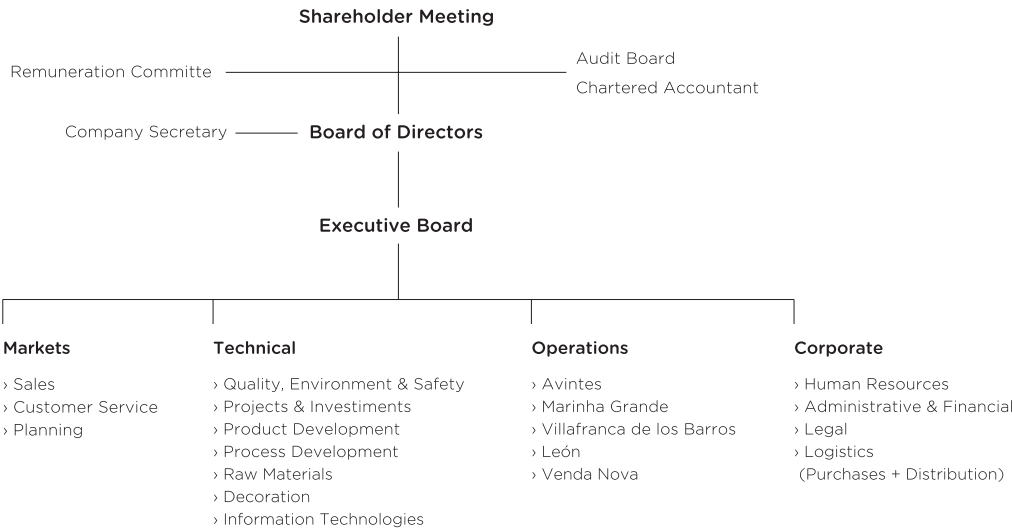 Shareholder Meeting
Remuneration Committe
Audit Board
Chartered Accountant
Company Secretary
Board of Directors
Executive Board
Markets
› Sales
› Customer Service
› Planning
Technical
› Quality, Environment & Safety
› Projects & Investiments
› Product Development
› Process Development
› Raw Materials
› Decoration
› Information Technologies
Operations
› Avintes
› Marinha Grande
› Villafranca de los Barros
› León
› Venda Nova
Corporate
› Human Resources
› Administrative & Financial
› Legal
› Logistics
(Purchases + Distribution)